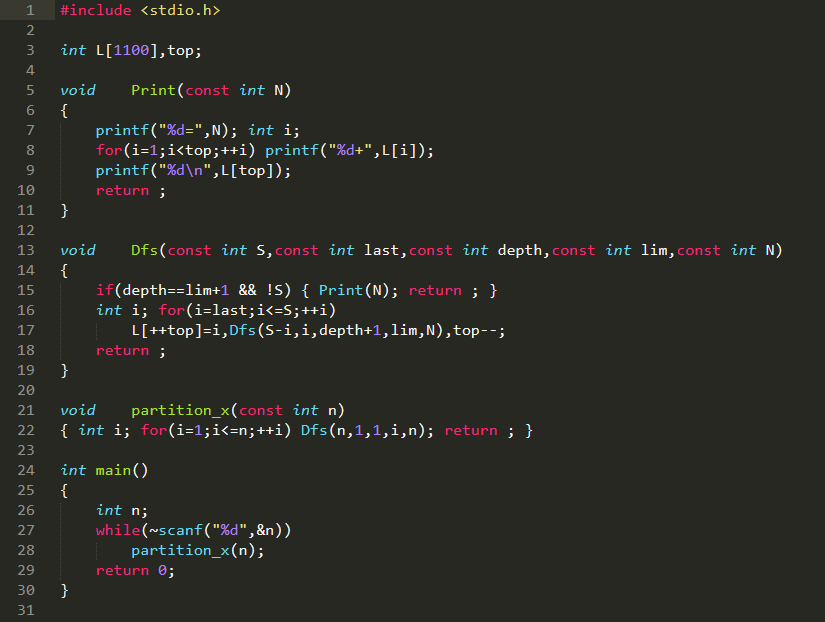 1 #include <stdio.h>
2
3 int L[1100],top;
4
5 void    Print(const int N)
6 {
7     printf("%d=",N); int i;
8     for(i=1;i<top;++i) printf("%d+",L[i]);
9     printf("%d\n",L[top]);
10     return ;
11 }
12
13 void    Dfs(const int S,const int last,const int depth,const int lim,const int N)
14 {
15     if(depth==lim+1 && !S) { Print(N); return ; }
16     int i; for(i=last;i<=S;++i)
17         L[++top]=i,Dfs(S-i,i,depth+1,lim,N),top--;
18     return ;
19 }
20
21 void    partition_x(const int n)
22 { int i; for(i=1;i<=n;++i) Dfs(n,1,1,i,n); return ; }
23
24 int main()
25 {
26     int n;
27     while(~scanf("%d",&n))
28         partition_x(n);
29     return 0;
30 }
31